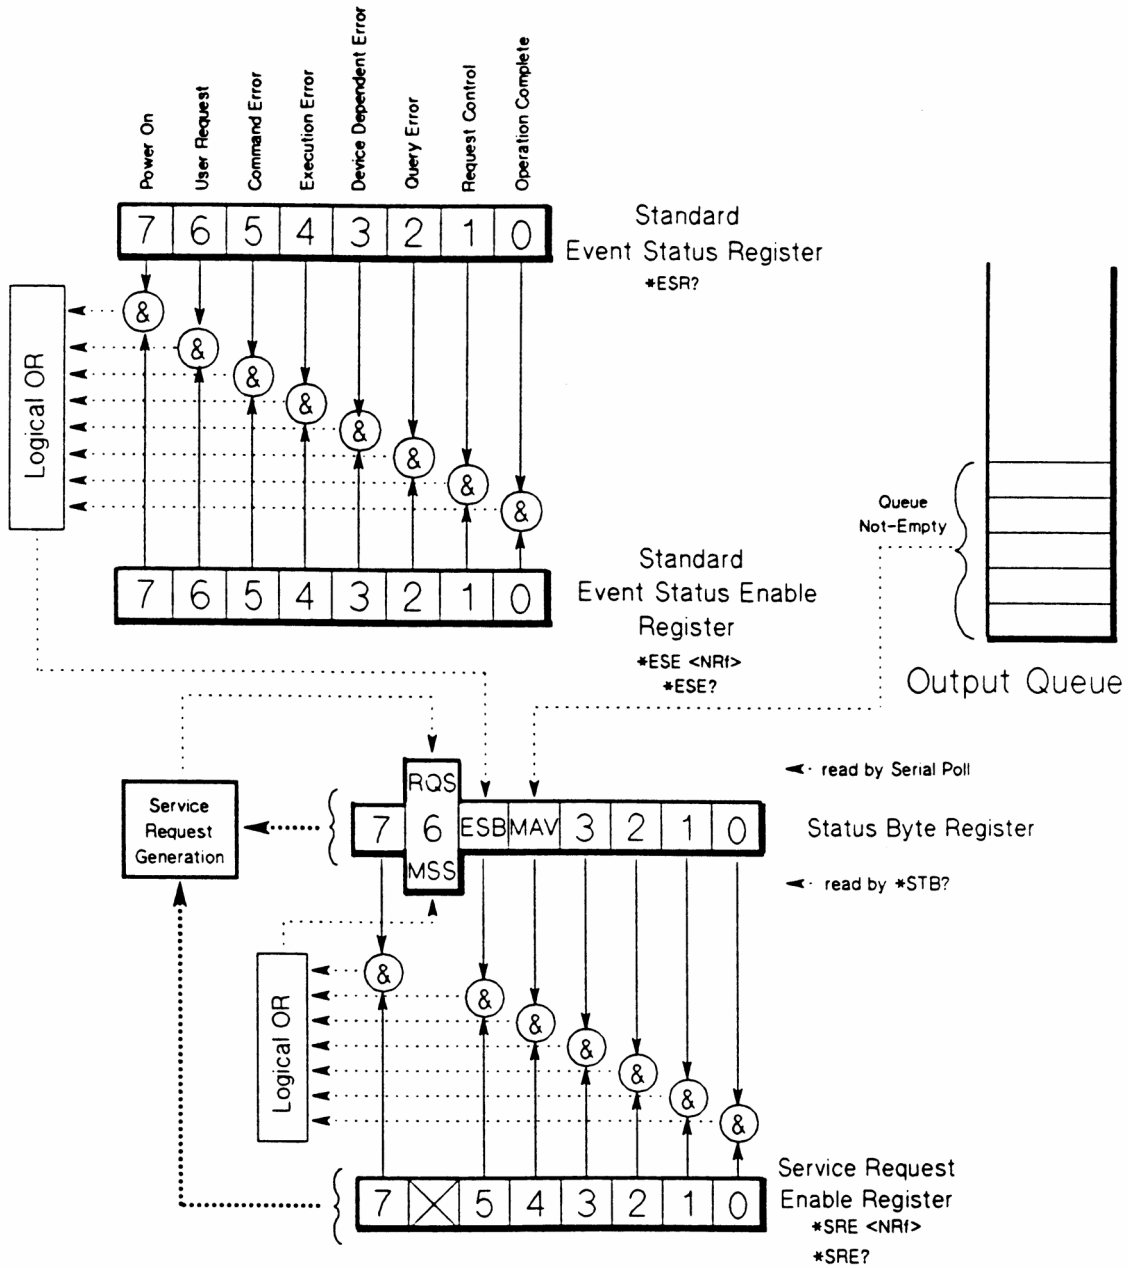 Power On
User Request
Command Error
Execution Error
Device Dependent Error
Query Error
Request Control
Operation Complete
7 6 5 4 3 2 1 0
Standard
Event Status Register
*ESR?
&
&
&
&
&
&
&
&
Logical OR
Queue
Not-Empty
7 6 5 4 3 2 1 0
Standard
Event Status Enable
Register
*ESE <NRf>
*ESE?
Output Queue
Service
Request
Generation
RQS
7 6 ESB MAV 3 2 1 0
MSS
read by Serial Poll
Status Byte Register
read by *STB?
&
&
&
&
&
&
&
Logical OR
7 5 4 3 2 1 0
Service Request
Enable Register
*SRE <NRf>
*SRE?